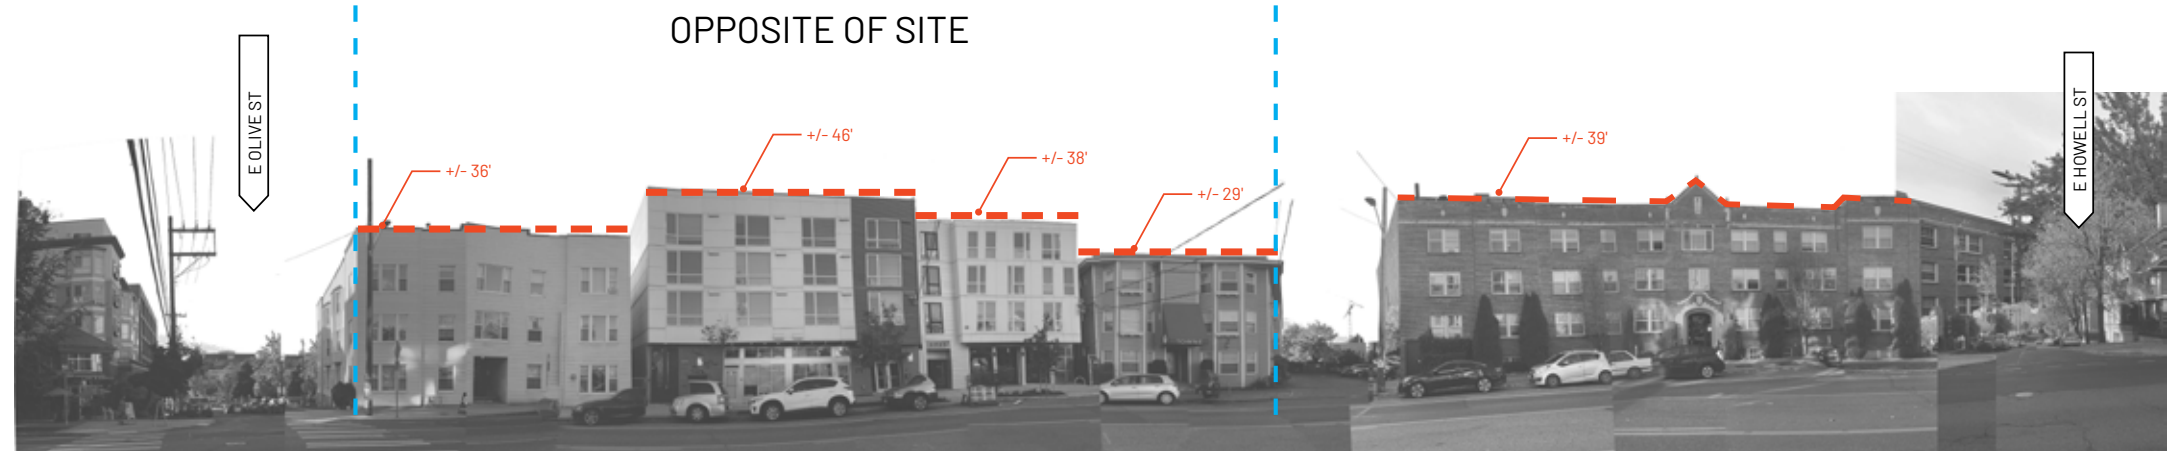 OPPOSITE OF SITE
E OLIVE ST
+/- 36'
+/- 46'
+/- 38'
+/- 29'
+/- 39'
E HOWELL ST